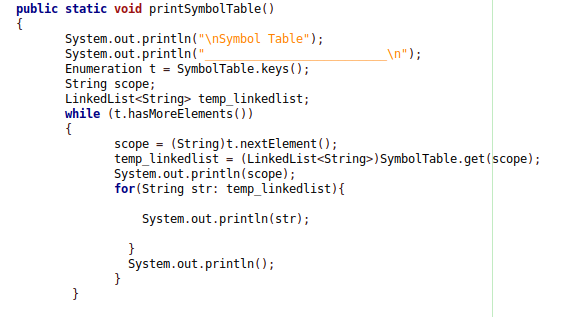 public static void printSymbolTable()
{
System.out.println("\nSymbol Table");
System.out.println("__________________________\n");
Enumeration t = SymbolTable.keys();
String scope;
LinkedList<String> temp_linkedlist;
while (t.hasMoreElements())
{
scope = (String)t.nextElement();
temp_linkedlist = (LinkedList<String>)SymbolTable.get(scope);
System.out.println(scope);
for(String str: temp_linkedlist){
System.out.println(str);
}
System.out.println();
}
}